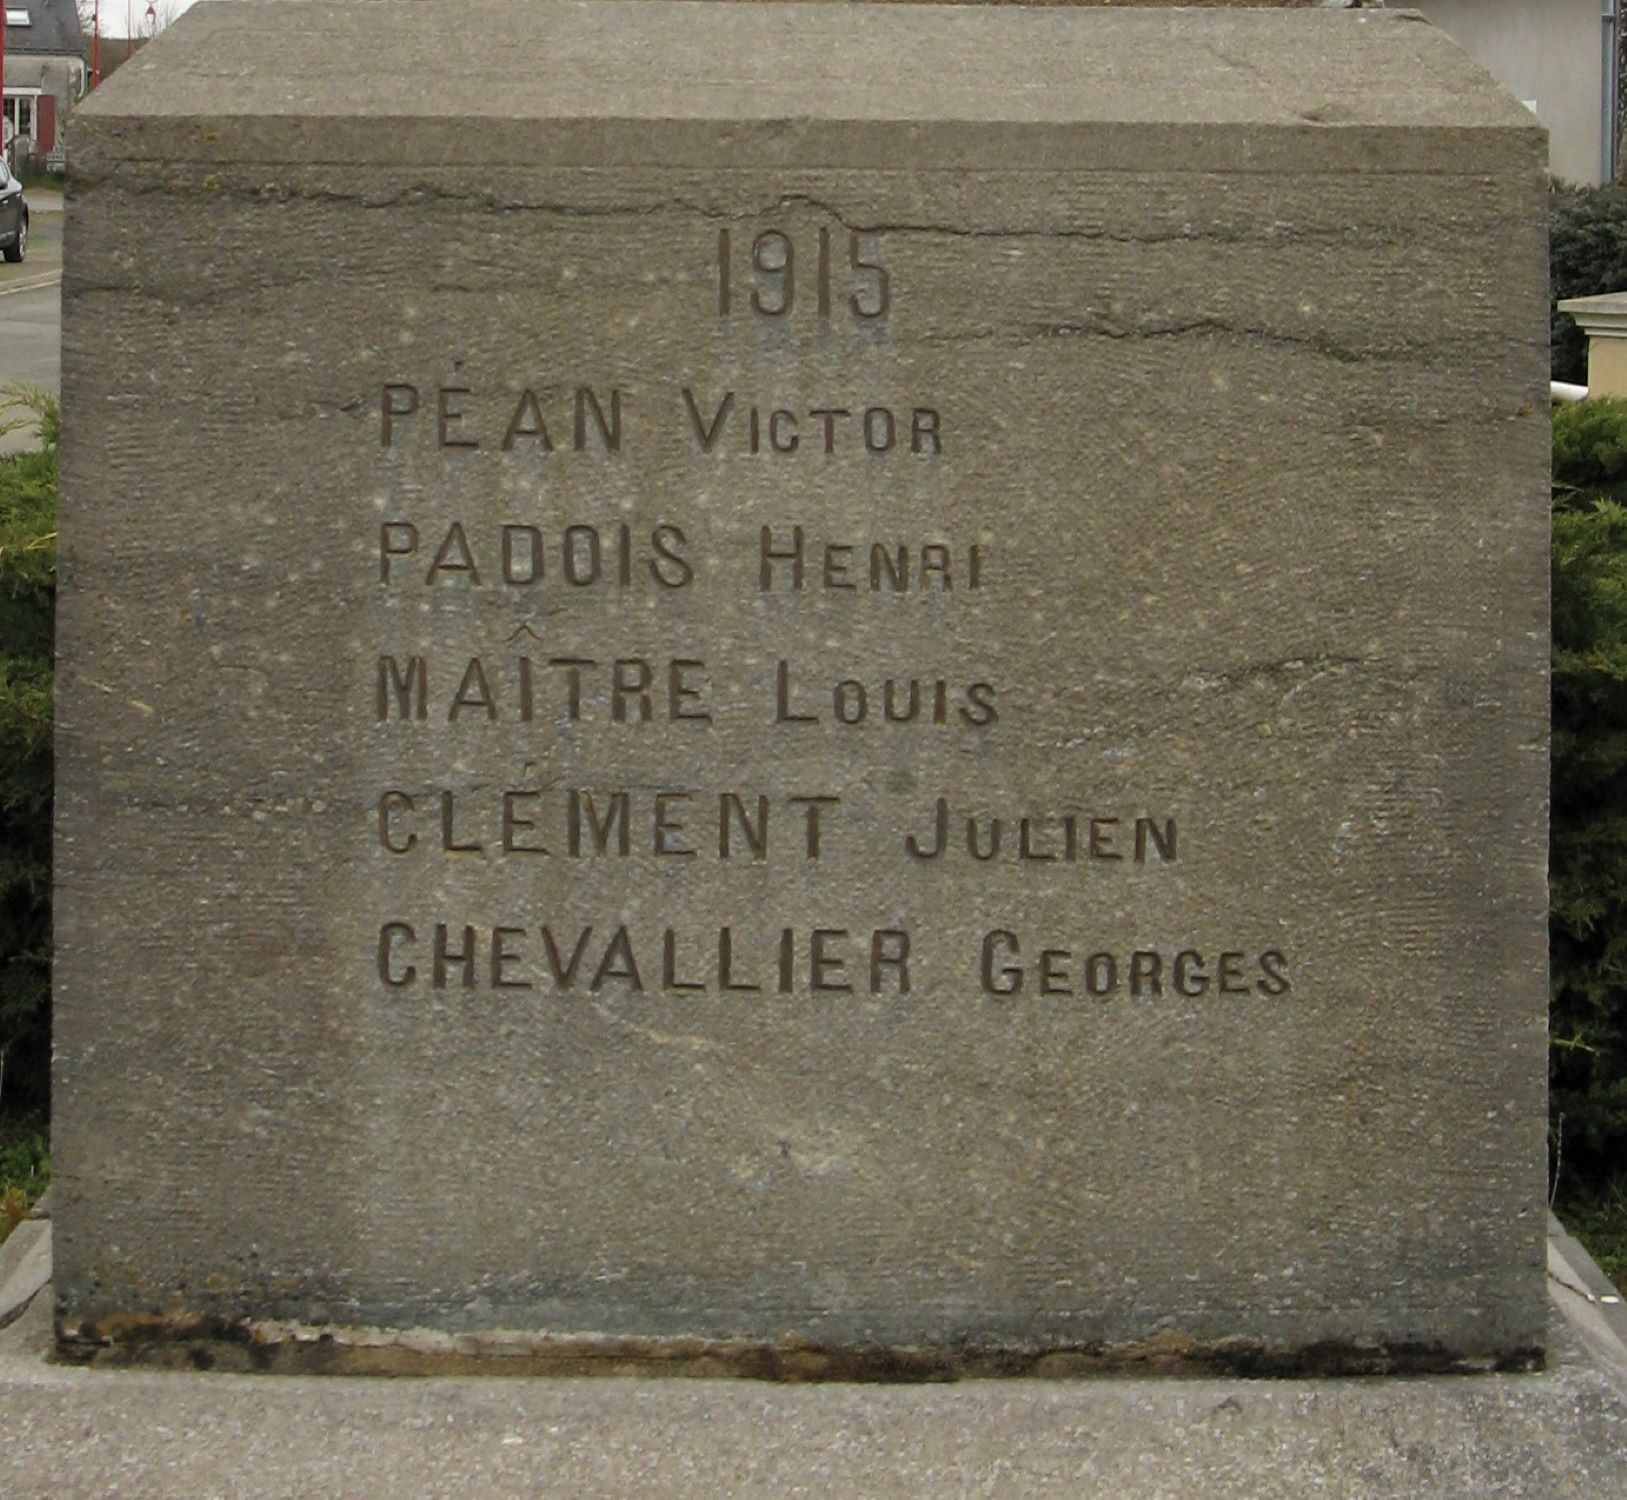 1915
PÉAN VICTOR
PADOIS HENRI
MAÎTRE LOUIS
CLÉMENT JULIEN
CHEVALLIER GEORGES